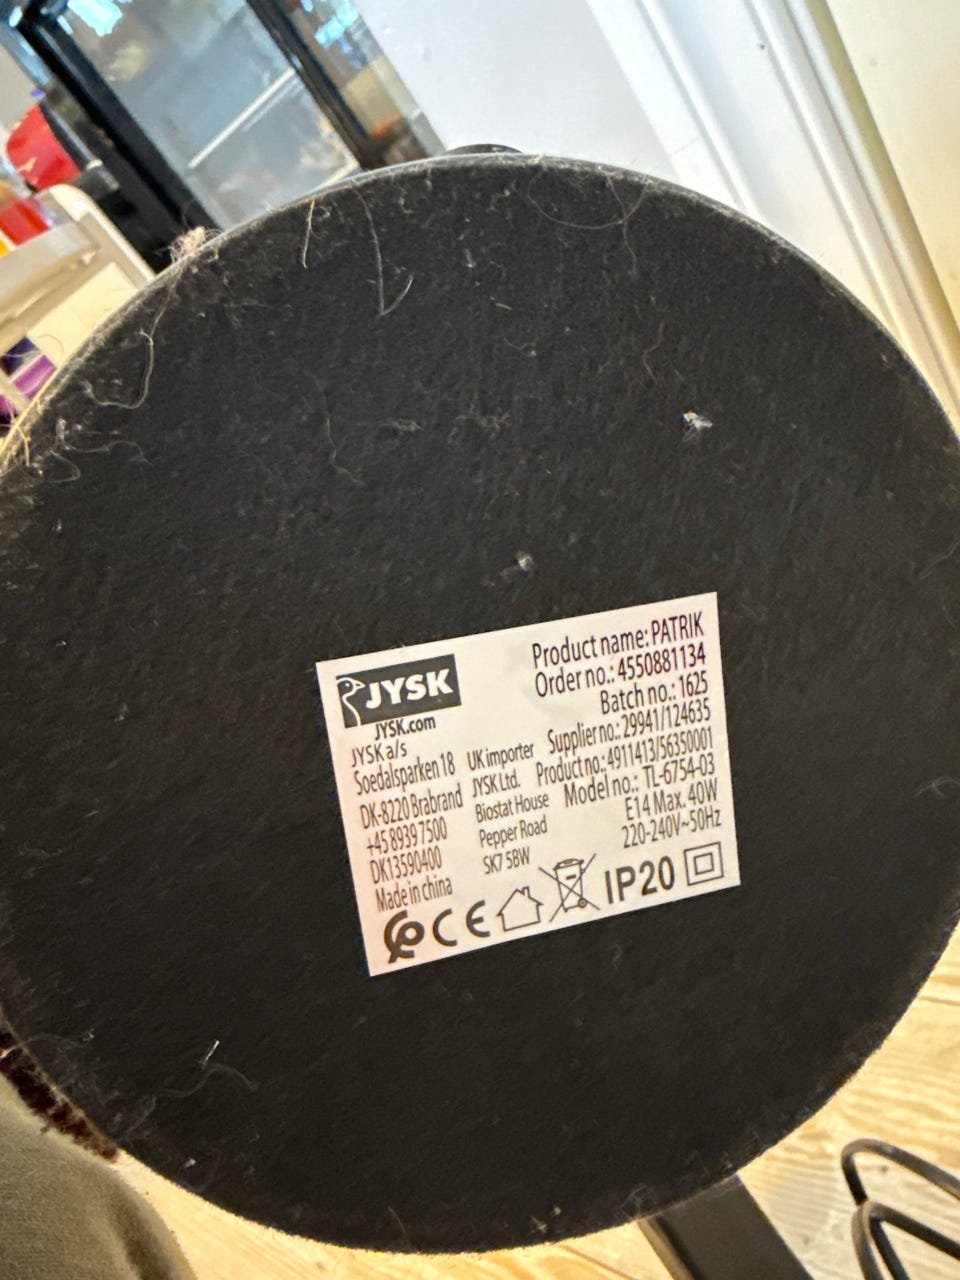 JYSK
JYSK.com
JYSK a/s
Soedalsparken 18
DK-8220 Brabrand
+45 8939 7500
DK13590400
Made in china
UK importer
JYSK Ltd.
Biostat House
Pepper Road
SK7 5BW
Product name: PATRIK
Order no.: 4550881134
Batch no.: 1625
Supplier no.: 29941/124635
Product no.: 4911413/56350001
Model no.: TL-6754-03
E14 Max. 40W
220-240V~50Hz
CE
IP20